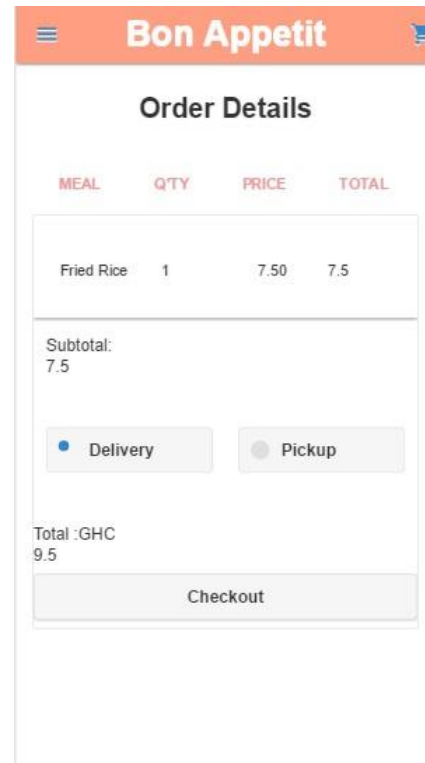 Bon Appetit
Order Details
MEAL Q'TY PRICE TOTAL
Fried Rice 1 7.50 7.5
Subtotal:
7.5
Delivery Pickup
Total :GHC
9.5
Checkout